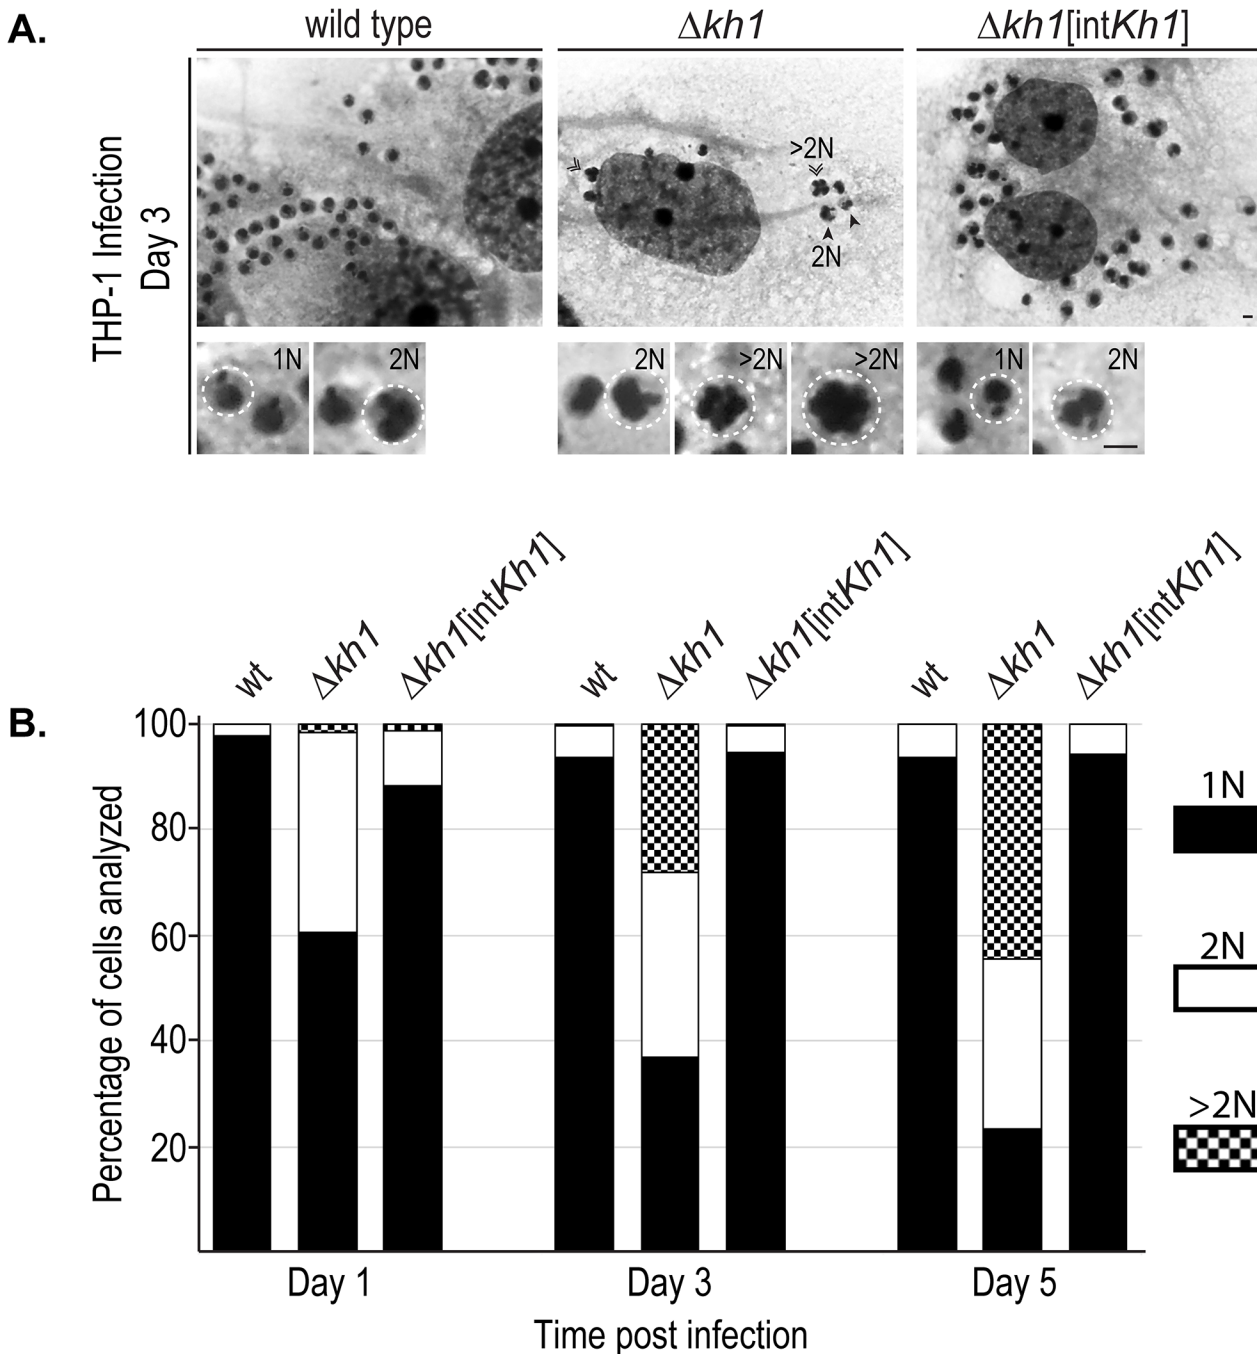 A.
wild type
Δkh1
Δkh1[intKh1]
THP-1 Infection
Day 3
>2N
2N
1N
2N
2N
>2N
>2N
1N
2N
B.
wt
Δkh1
Δkh1[intKh1]
wt
Δkh1
Δkh1[intKh1]
wt
Δkh1
Δkh1[intKh1]
Percentage of cells analyzed
100
80
60
40
20
Day 1
Day 3
Day 5
Time post infection
1N
2N
>2N